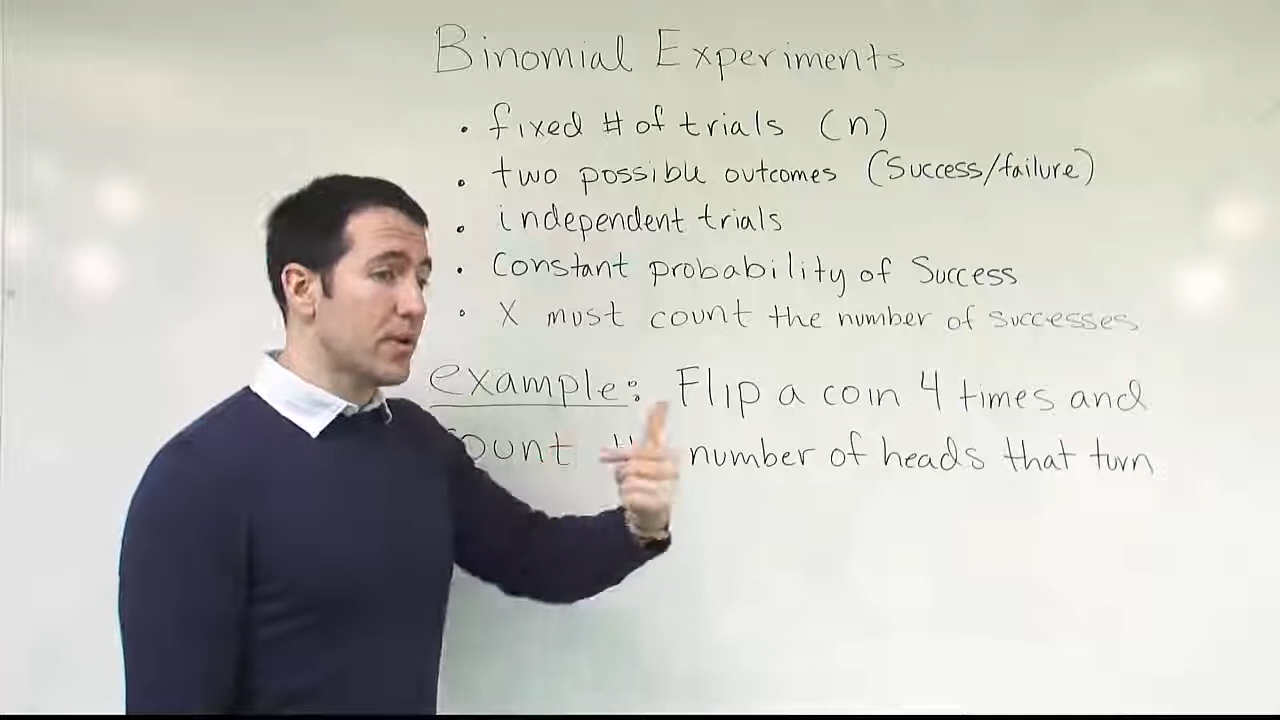 Binomial Experiments
• fixed # of trials (n)
• two possible outcomes (Success/failure)
• independent trials
• Constant probability of Success
• X must count the number of successes
example: Flip a coin 4 times and
count number of heads that turn